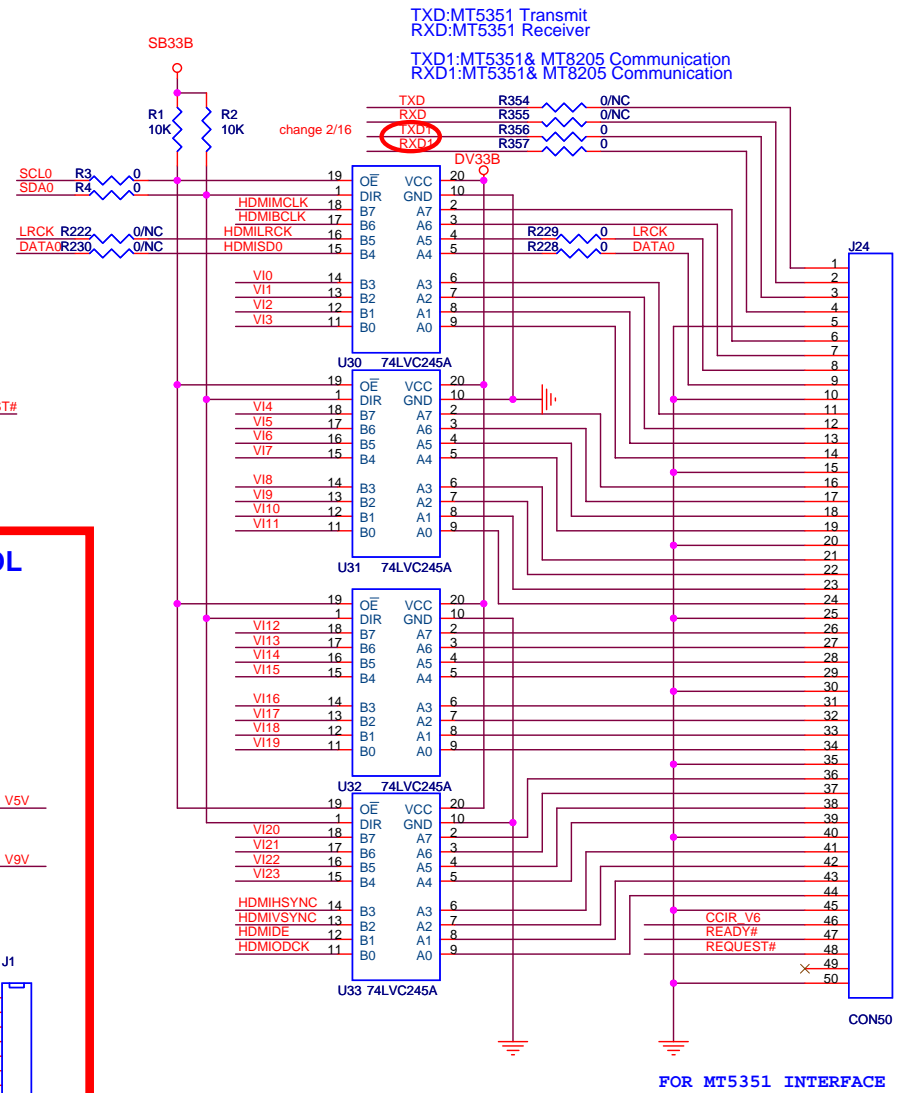 TXD:MT5351 Transmit
RXD:MT5351 Receiver
TXD1:MT5351& MT8205 Communication
RXD1:MT5351& MT8205 Communication
SB33B
R1
10K
R2
10K
change 2/16
TXD R354 0/NC
RXD R355 0/NC
TXD1 R356 0
RXD1 R357 0
DV33B
SCL0 R3 0
SDA0 R4 0
LRCK R222 0/NC HDMILRCK
DATA0 R230 0/NC HDMISD0
HDMIMCLK
HDMIBCLK
R229 0 LRCK
R228 0 DATA0
19 OE VCC 20
1 DIR GND 10
18 B7 A7 2
17 B6 A6 3
16 B5 A5 4
15 B4 A4 5
VI0 14 B3 A3 6
VI1 13 B2 A2 7
VI2 12 B1 A1 8
VI3 11 B0 A0 9
U30 74LVC245A
19 OE VCC 20
1 DIR GND 10
VI4 18 B7 A7 2
VI5 17 B6 A6 3
VI6 16 B5 A5 4
VI7 15 B4 A4 5
VI8 14 B3 A3 6
VI9 13 B2 A2 7
VI10 12 B1 A1 8
VI11 11 B0 A0 9
U31 74LVC245A
19 OE VCC 20
1 DIR GND 10
VI12 18 B7 A7 2
VI13 17 B6 A6 3
VI14 16 B5 A5 4
VI15 15 B4 A4 5
VI16 14 B3 A3 6
VI17 13 B2 A2 7
VI18 12 B1 A1 8
VI19 11 B0 A0 9
U32 74LVC245A
19 OE VCC 20
1 DIR GND 10
VI20 18 B7 A7 2
VI21 17 B6 A6 3
VI22 16 B5 A5 4
VI23 15 B4 A4 5
HDMIHSYNC 14 B3 A3 6
HDMIVSYNC 13 B2 A2 7
HDMIDE 12 B1 A1 8
HDMIODCK 11 B0 A0 9
U33 74LVC245A
J24
1
2
3
4
5
6
7
8
9
10
11
12
13
14
15
16
17
18
19
20
21
22
23
24
25
26
27
28
29
30
31
32
33
34
35
36
37
38
39
40
41
42
43
44
45
CCIR_V6 46
READY# 47
REQUEST# 48
49
50
CON50
FOR MT5351 INTERFACE
ST#
OL
V5V
V9V
J1